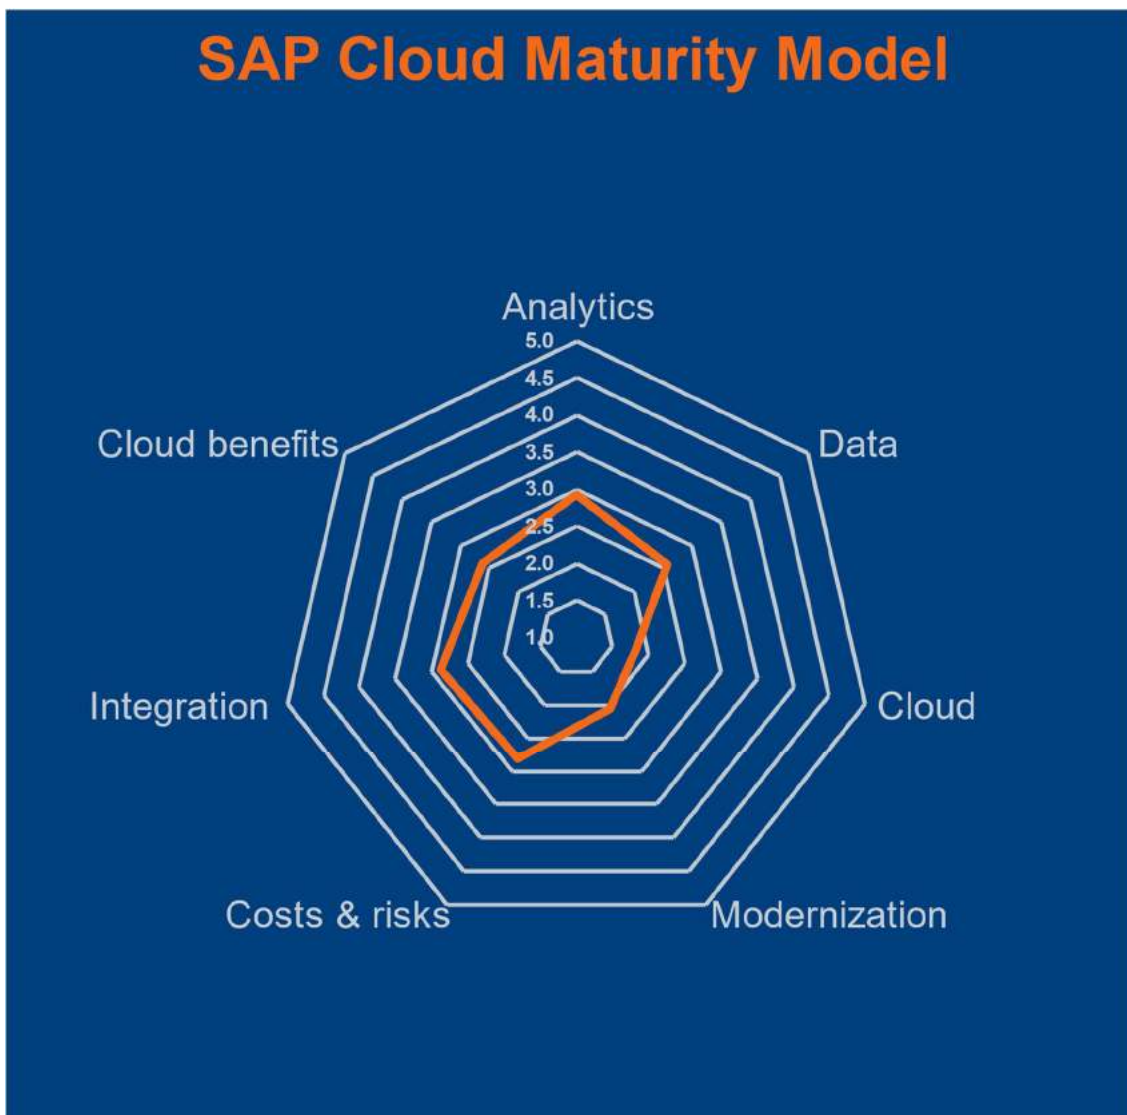 SAP Cloud Maturity Model
Analytics
5.0
4.5
4.0
3.5
3.0
2.5
2.0
1.5
1.0
Cloud benefits
Data
Integration
Cloud
Costs & risks
Modernization